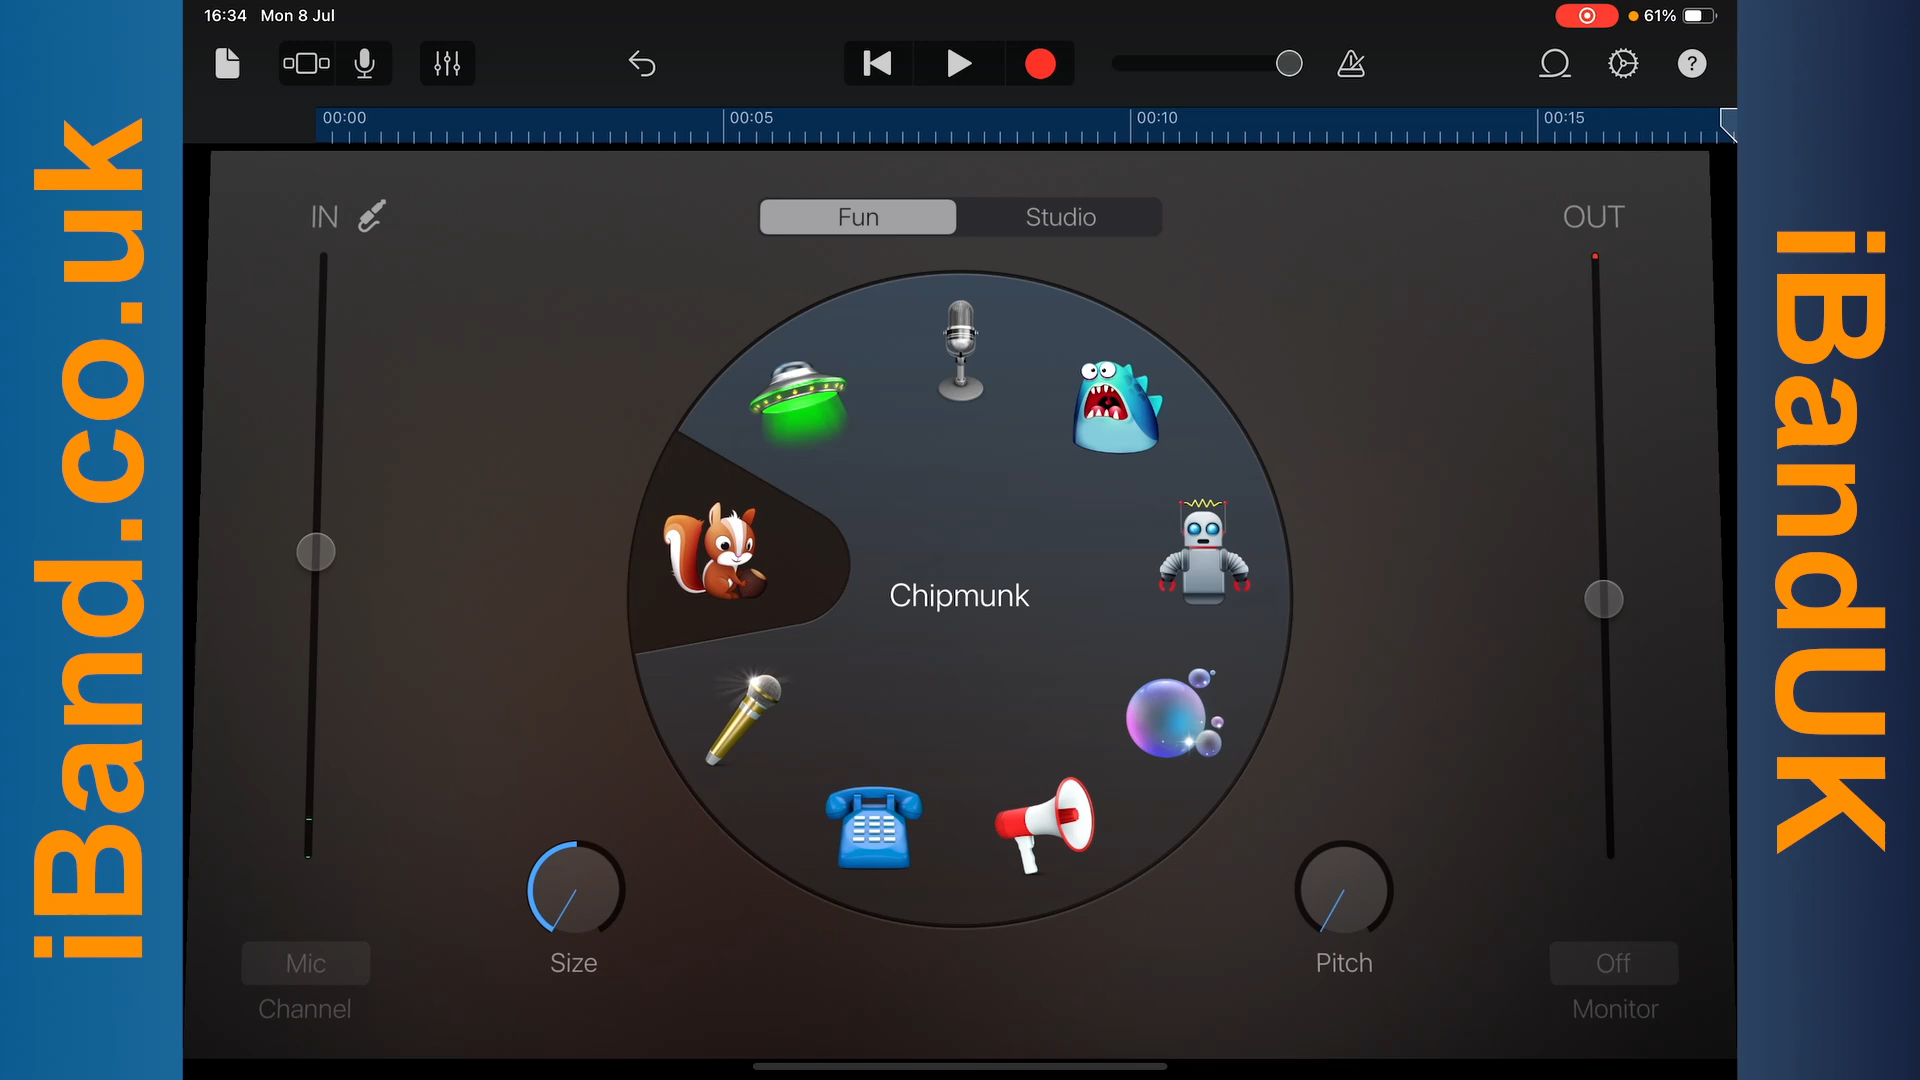 16:34 Mon 8 Jul
61%
?
00:00
00:05
00:10
00:15
IN
Fun
Studio
OUT
Chipmunk
Mic
Channel
Size
Pitch
Off
Monitor
iBand.co.uk
iBandUK